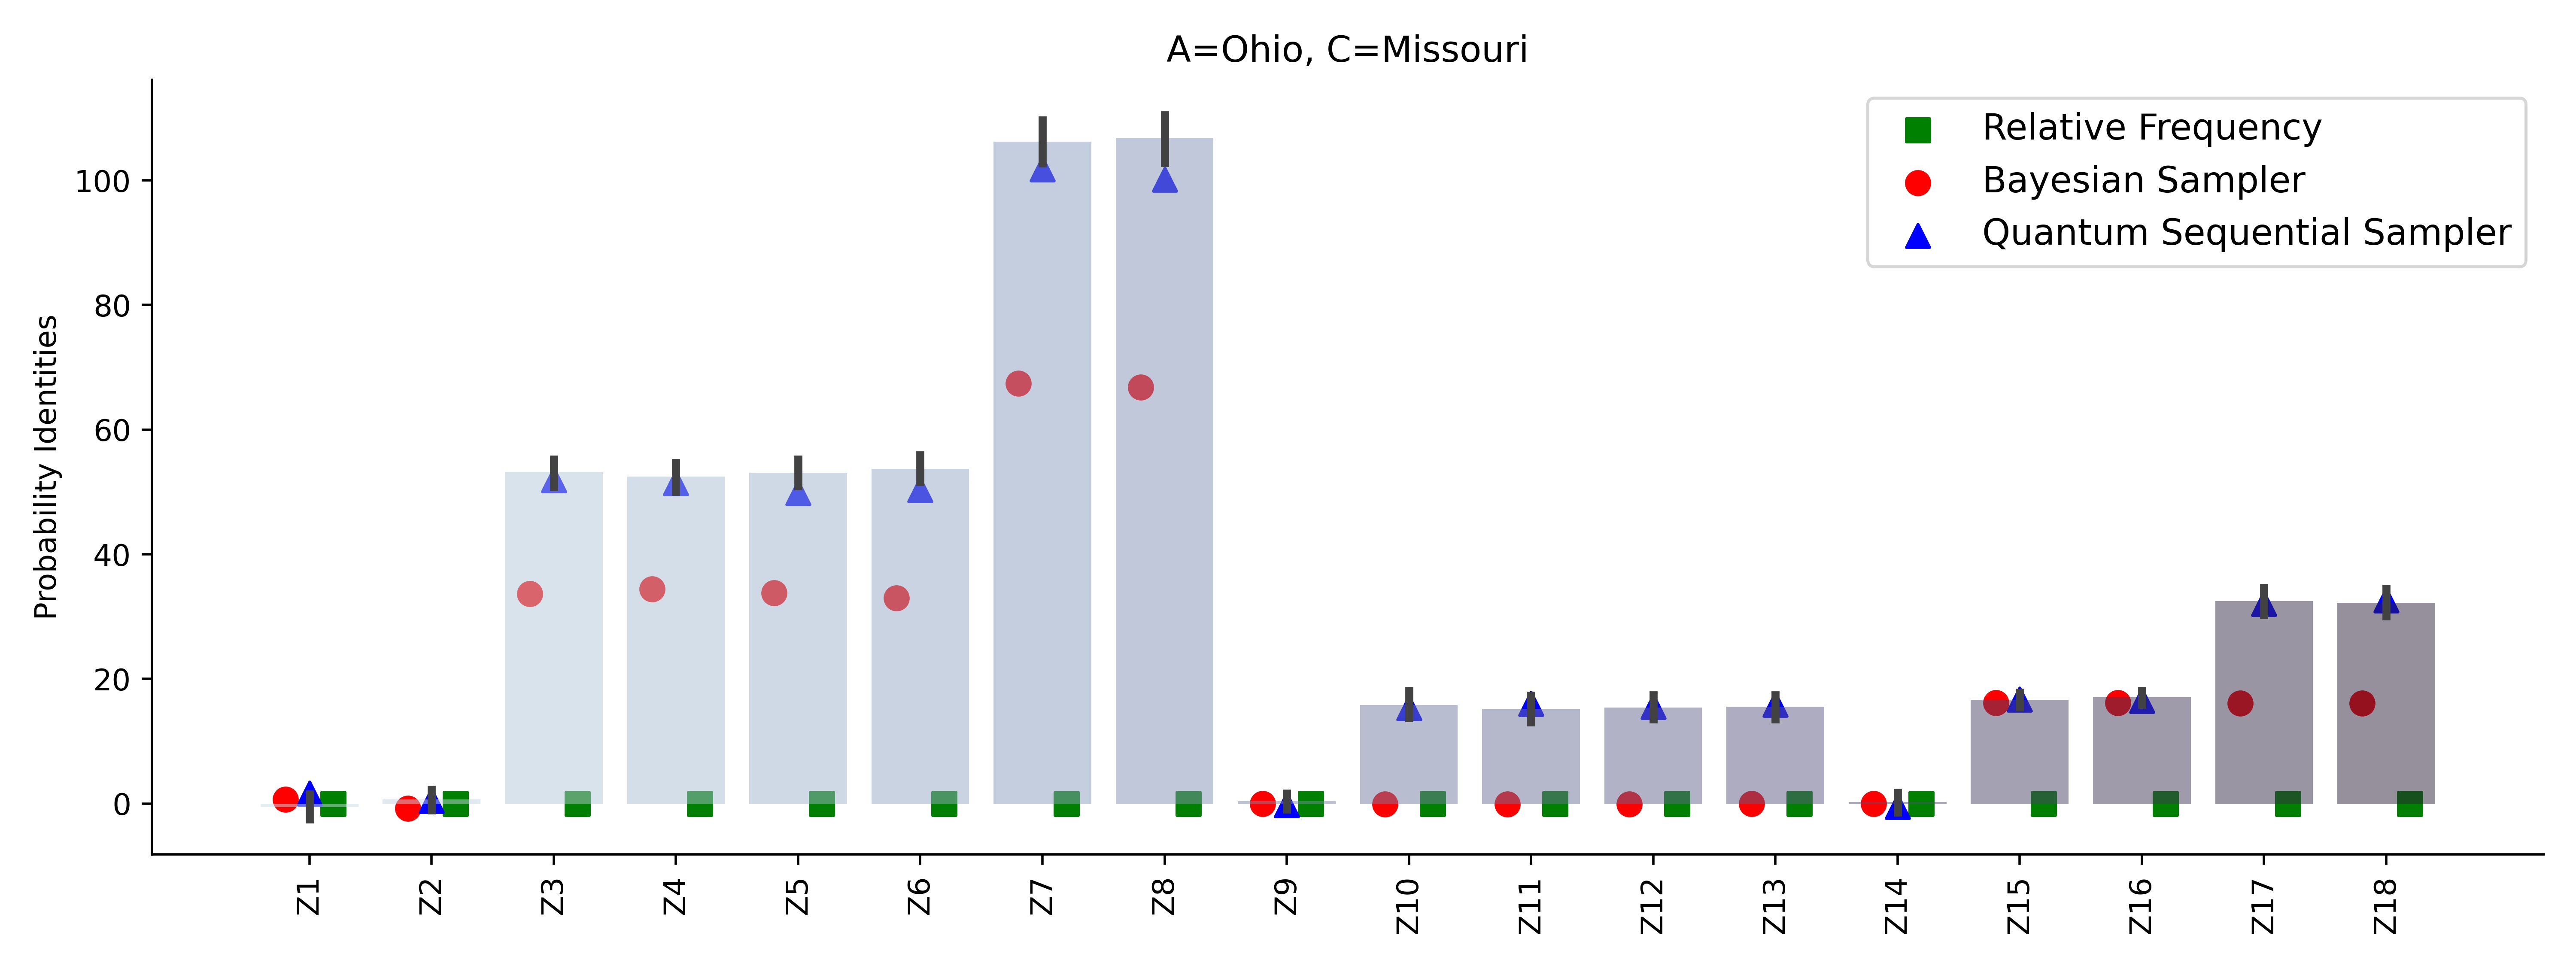 A=Ohio, C=Missouri
Probability Identities
100
80
60
40
20
0
Relative Frequency
Bayesian Sampler
Quantum Sequential Sampler
Z1
Z2
Z3
Z4
Z5
Z6
Z7
Z8
Z9
Z10
Z11
Z12
Z13
Z14
Z15
Z16
Z17
Z18